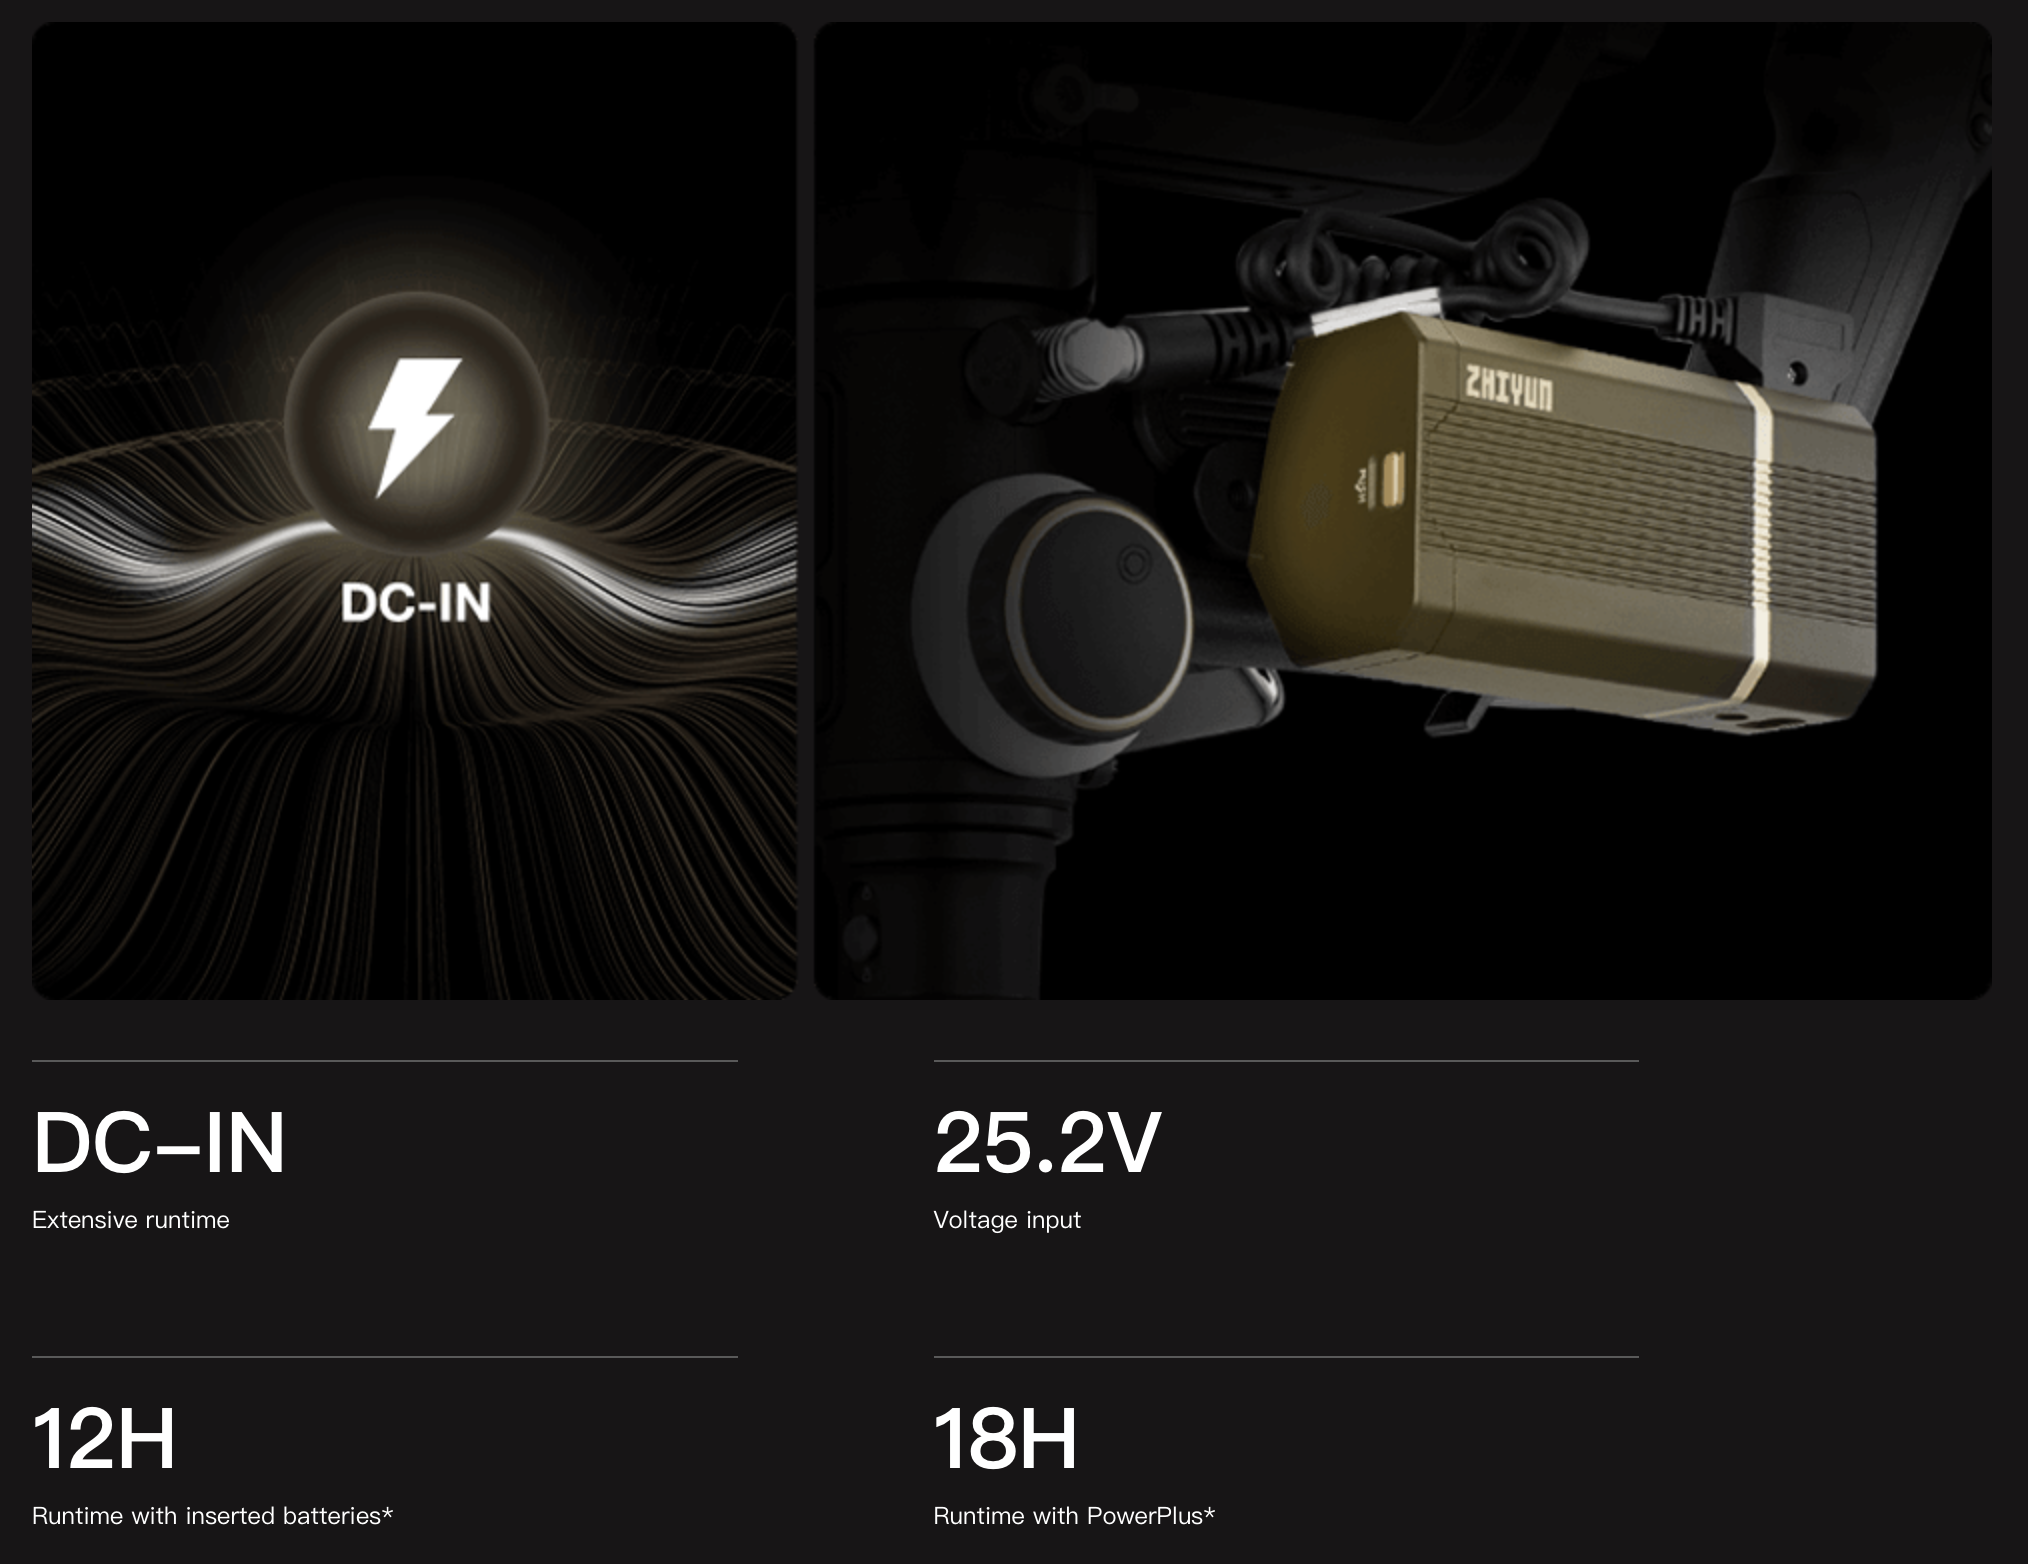 DC-IN
ZHIYUN
PUSH
DC–IN
25.2V
Extensive runtime
Voltage input
12H
18H
Runtime with inserted batteries*
Runtime with PowerPlus*